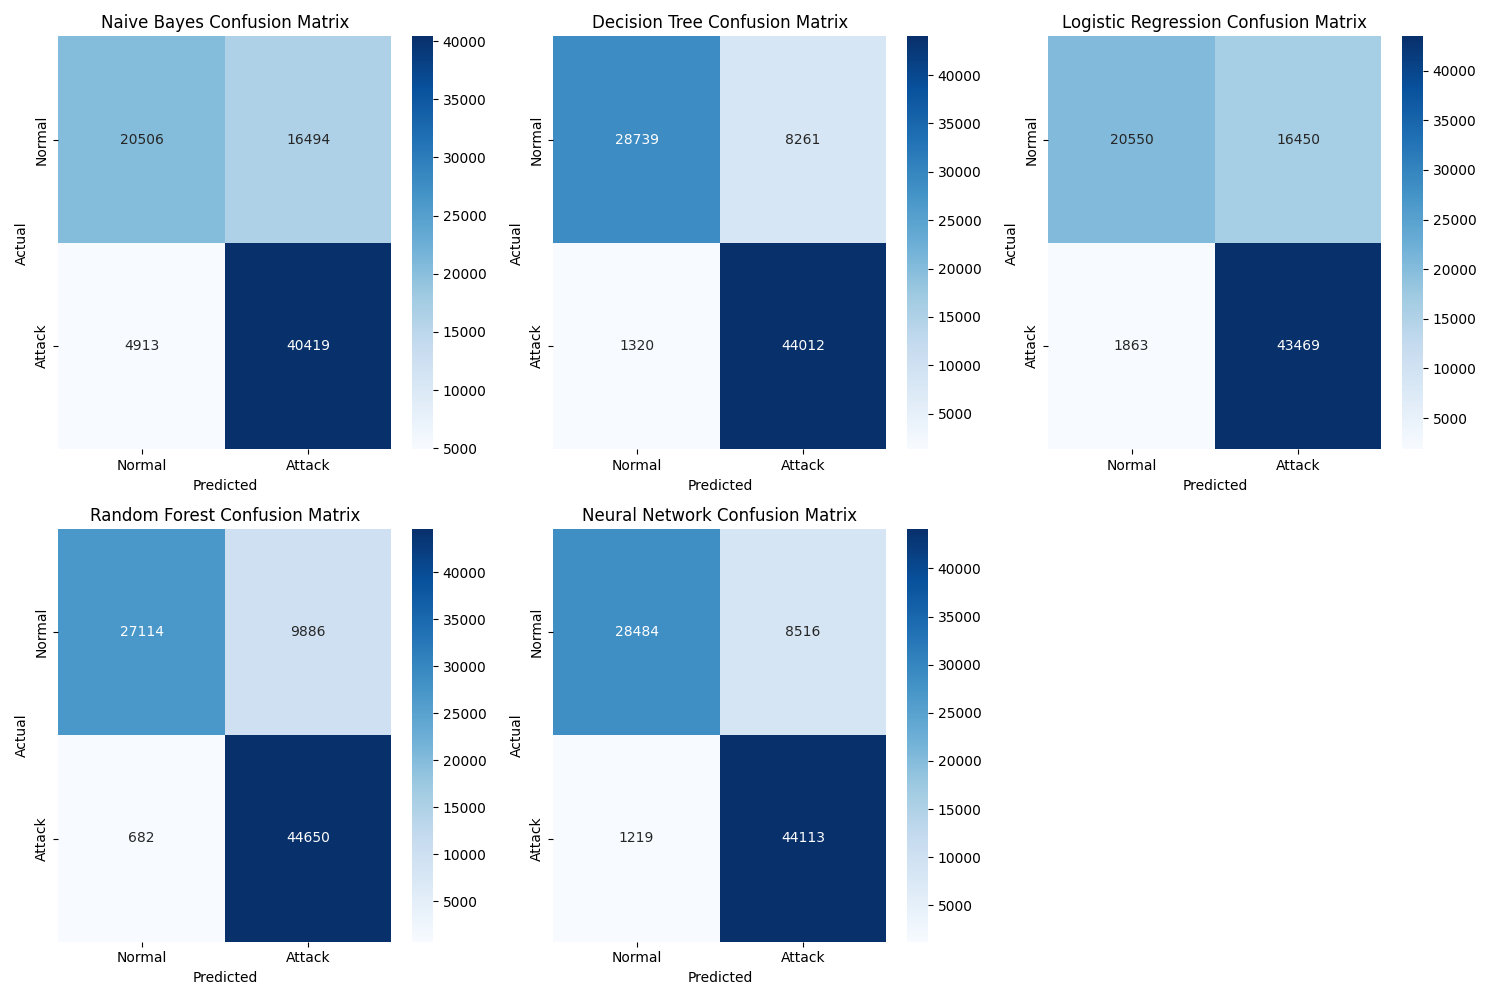 Naive Bayes Confusion Matrix
Actual
Normal
Attack
20506 16494
4913 40419
Normal Attack
Predicted
40000
35000
30000
25000
20000
15000
10000
5000
Decision Tree Confusion Matrix
Actual
Normal
Attack
28739 8261
1320 44012
Normal Attack
Predicted
40000
35000
30000
25000
20000
15000
10000
5000
Logistic Regression Confusion Matrix
Actual
Normal
Attack
20550 16450
1863 43469
Normal Attack
Predicted
40000
35000
30000
25000
20000
15000
10000
5000
Random Forest Confusion Matrix
Actual
Normal
Attack
27114 9886
682 44650
Normal Attack
Predicted
40000
35000
30000
25000
20000
15000
10000
5000
Neural Network Confusion Matrix
Actual
Normal
Attack
28484 8516
1219 44113
Normal Attack
Predicted
40000
35000
30000
25000
20000
15000
10000
5000